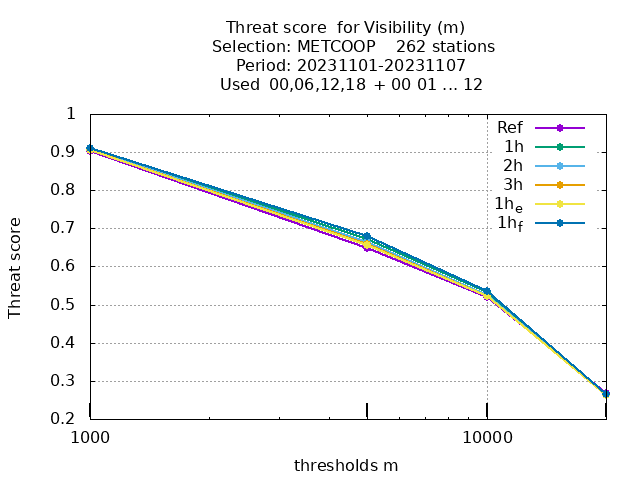 Threat score  for Visibility (m)
Selection: METCOOP    262 stations
Period: 20231101-20231107
Used  00,06,12,18  + 00 01 ... 12
1
0.9
0.8
0.7
0.6
0.5
0.4
0.3
0.2
Threat score
Ref
1h
2h
3h
1h_e
1h_f
1000
10000
thresholds m